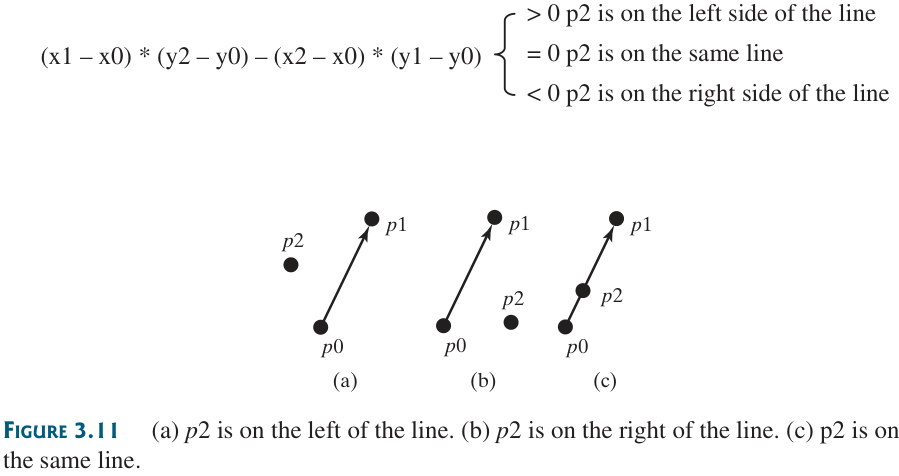 > 0 p2 is on the left side of the line
(x1 – x0) * (y2 – y0) – (x2 – x0) * (y1 – y0)
= 0 p2 is on the same line
< 0 p2 is on the right side of the line
p1
p2
p0
(a)
p1
p2
p0
(b)
p1
p2
p0
(c)
FIGURE 3.11 (a) p2 is on the left of the line. (b) p2 is on the right of the line. (c) p2 is on
the same line.